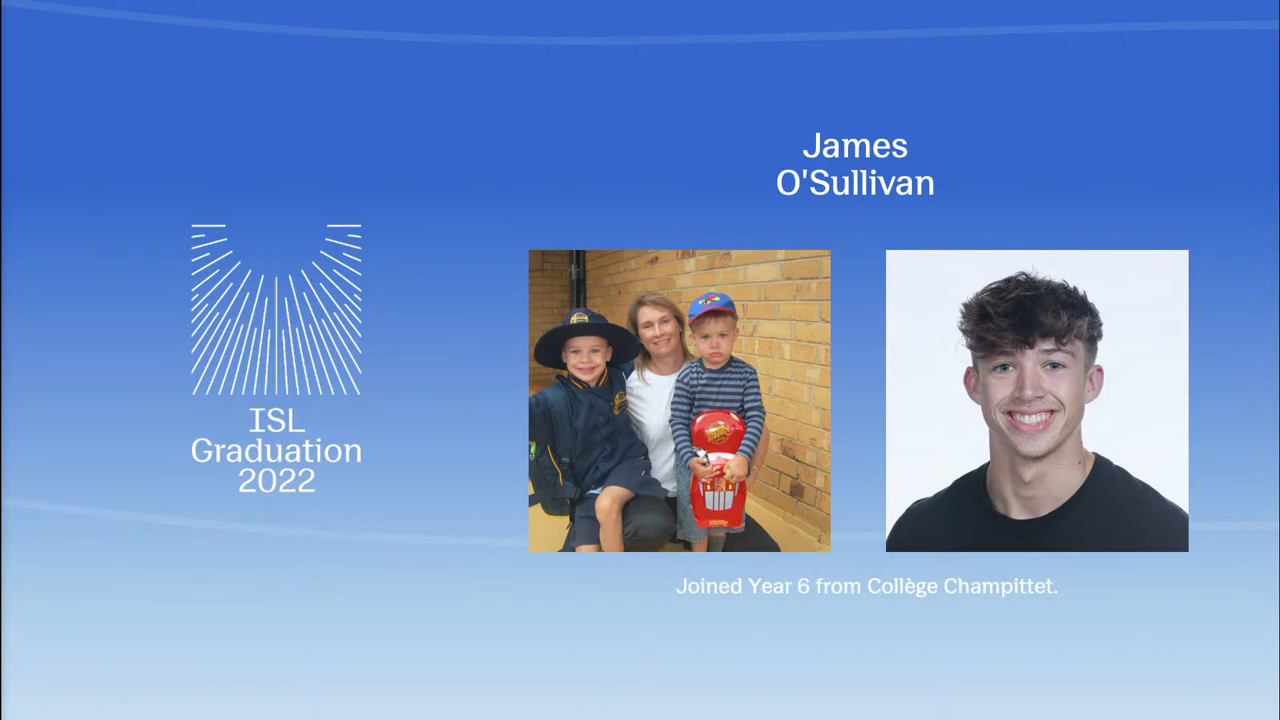 James
O'Sullivan
ISL
Graduation
2022
Joined Year 6 from Collège Champittet.